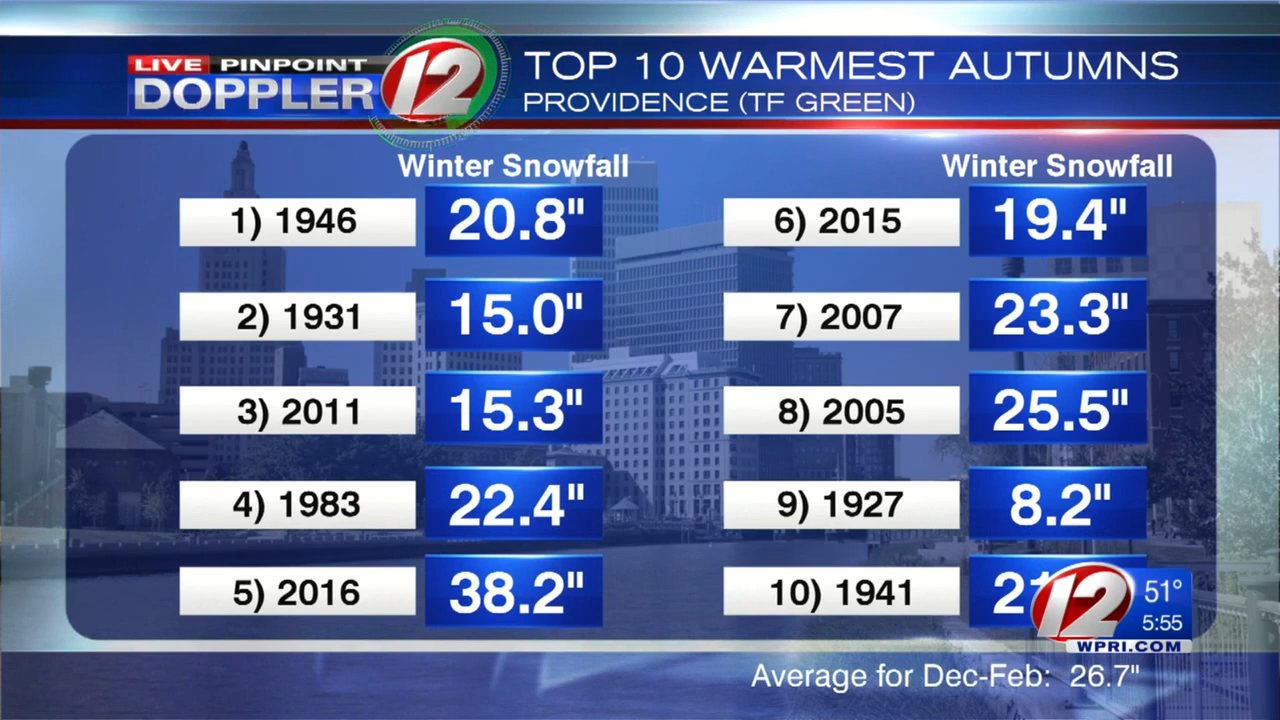 LIVE PINPOINT
DOPPLER 12
TOP 10 WARMEST AUTUMNS
PROVIDENCE (TF GREEN)
Winter Snowfall
1) 1946 20.8"
2) 1931 15.0"
3) 2011 15.3"
4) 1983 22.4"
5) 2016 38.2"
Winter Snowfall
6) 2015 19.4"
7) 2007 23.3"
8) 2005 25.5"
9) 1927 8.2"
10) 1941
12
51°
5:55
WPRI.COM
Average for Dec-Feb: 26.7"